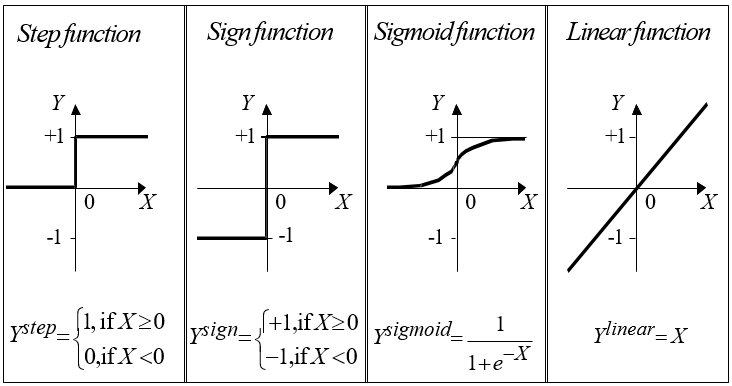 Step function
Y
+1
0
X
-1
Y^step = {1, if X ≥ 0
0, if X < 0
Sign function
Y
+1
0
X
-1
Y^sign = {+1, if X ≥ 0
−1, if X < 0
Sigmoid function
Y
+1
0
X
-1
Y^sigmoid = 1 / (1 + e^−X)
Linear function
Y
+1
0
X
-1
Y^linear = X